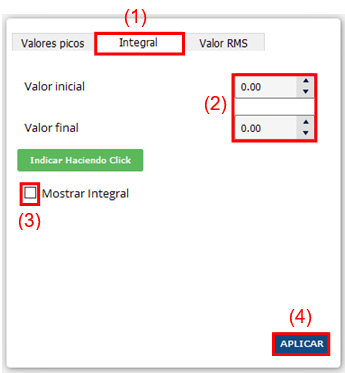 (1)
Valores picos Integral Valor RMS
Valor inicial 0.00
(2)
Valor final 0.00
Indicar Haciendo Click
Mostrar Integral
(3)
(4)
APLICAR